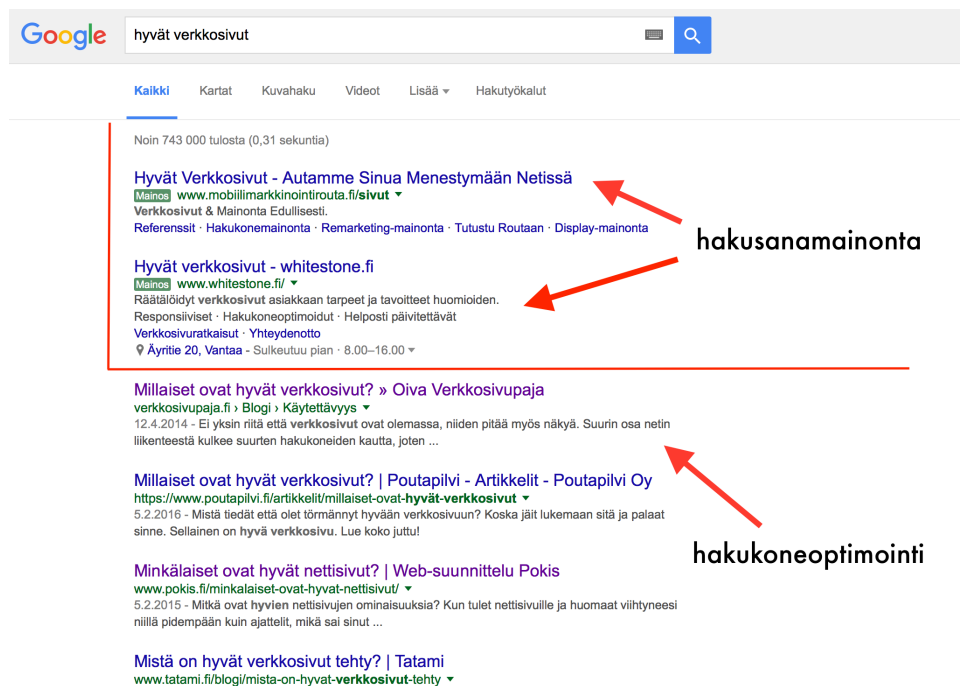 Google
hyvät verkkosivut
Kaikki Kartat Kuvahaku Videot Lisää Hakutyökalut
Noin 743 000 tulosta (0,31 sekuntia)
Hyvät Verkkosivut - Autamme Sinua Menestymään Netissä
Mainos www.mobiilimarkkinointirouta.fi/sivut
Verkkosivut & Mainonta Edullisesti.
Referenssit · Hakukonemainonta · Remarketing-mainonta · Tutustu Routaan · Display-mainonta
hakusanamainonta
Hyvät verkkosivut - whitestone.fi
Mainos www.whitestone.fi/
Räätälöidyt verkkosivut asiakkaan tarpeet ja tavoitteet huomioiden.
Responsiiviset · Hakukoneoptimoidut · Helposti päivitettävät
Verkkosivuratkaisut · Yhteydenotto
Äyritie 20, Vantaa - Sulkeutuu pian · 8.00–16.00
Millaiset ovat hyvät verkkosivut? » Oiva Verkkosivupaja
verkkosivupaja.fi › Blogi › Käytettävyys
12.4.2014 - Ei yksin riitä että verkkosivut ovat olemassa, niiden pitää myös näkyä. Suurin osa netin
liikenteestä kulkee suurten hakukoneiden kautta, joten ...
Millaiset ovat hyvät verkkosivut? | Poutapilvi - Artikkelit - Poutapilvi Oy
https://www.poutapilvi.fi/artikkelit/millaiset-ovat-hyvät-verkkosivut
5.2.2016 - Mistä tiedät että olet törmännyt hyvään verkkosivuun? Koska jäit lukemaan sitä ja palaat
sinne. Sellainen on hyvä verkkosivu. Lue koko juttu!
hakukoneoptimointi
Minkälaiset ovat hyvät nettisivut? | Web-suunnittelu Pokis
www.pokis.fi/minkalaiset-ovat-hyvat-nettisivut/
5.2.2015 - Mitkä ovat hyvien nettisivujen ominaisuuksia? Kun tulet nettisivuille ja huomaat viihtyneesi
niillä pidempään kuin ajattelit, mikä sai sinut ...
Mistä on hyvät verkkosivut tehty? | Tatami
www.tatami.fi/blogi/mista-on-hyvat-verkkosivut-tehty